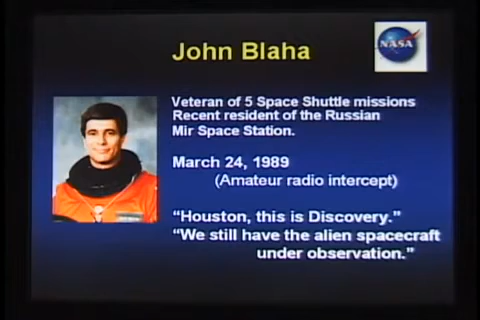 John Blaha
NASA
Veteran of 5 Space Shuttle missions
Recent resident of the Russian
Mir Space Station.
March 24, 1989
(Amateur radio intercept)
“Houston, this is Discovery.”
“We still have the alien spacecraft
under observation.”